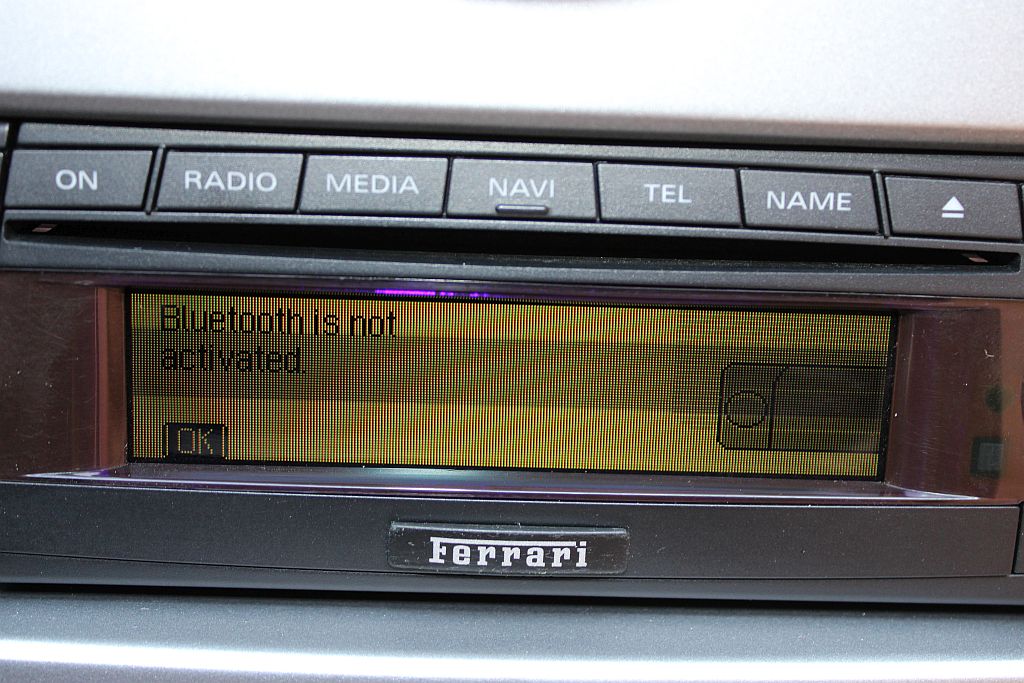 ON RADIO MEDIA NAVI TEL NAME
Bluetooth is not
activated.
OK
Ferrari